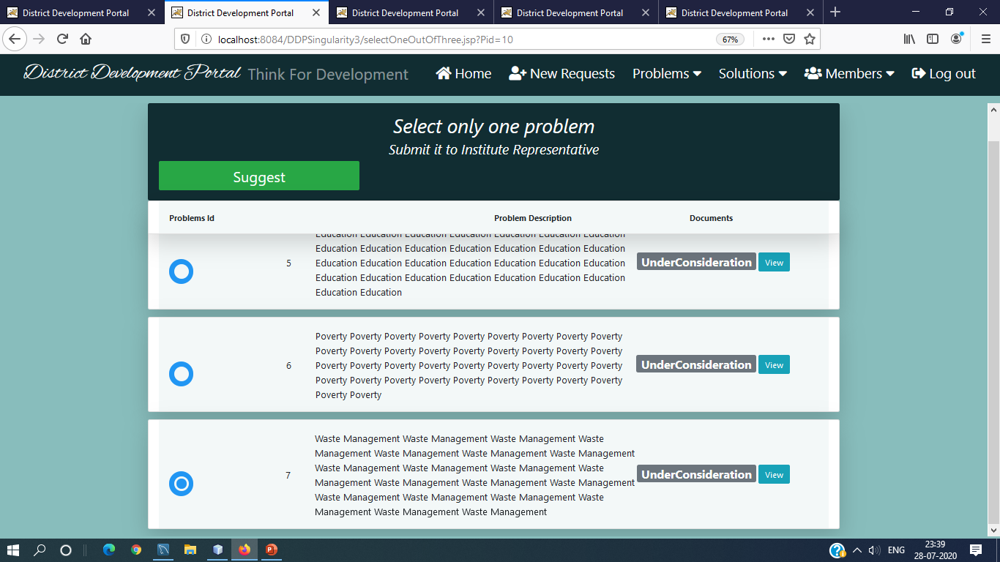 District Development Portal District Development Portal District Development Portal District Development Portal District Development Portal
localhost:8084/DDPSingularity3/selectOneOutOfThree.jsp?Pid=10 67%
District Development Portal Think For Development Home New Requests Problems Solutions Members Log out
Select only one problem
Submit it to Institute Representative
Suggest
Problems Id Problem Description Documents
Education Education Education Education Education Education Education
Education Education Education Education Education Education Education
5 Education Education Education Education Education Education Education UnderConsideration View
Education Education Education Education Education Education Education
Education Education
Poverty Poverty Poverty Poverty Poverty Poverty Poverty Poverty Poverty
Poverty Poverty Poverty Poverty Poverty Poverty Poverty Poverty Poverty
6 Poverty Poverty Poverty Poverty Poverty Poverty Poverty Poverty Poverty UnderConsideration View
Poverty Poverty Poverty Poverty Poverty Poverty Poverty Poverty Poverty
Poverty Poverty
Waste Management Waste Management Waste Management Waste
Management Waste Management Waste Management Waste Management
Waste Management Waste Management Waste Management Waste
7 Management Waste Management Waste Management Waste Management UnderConsideration View
Waste Management Waste Management Waste Management Waste
Management Waste Management Waste Management
ENG 23:39
28-07-2020